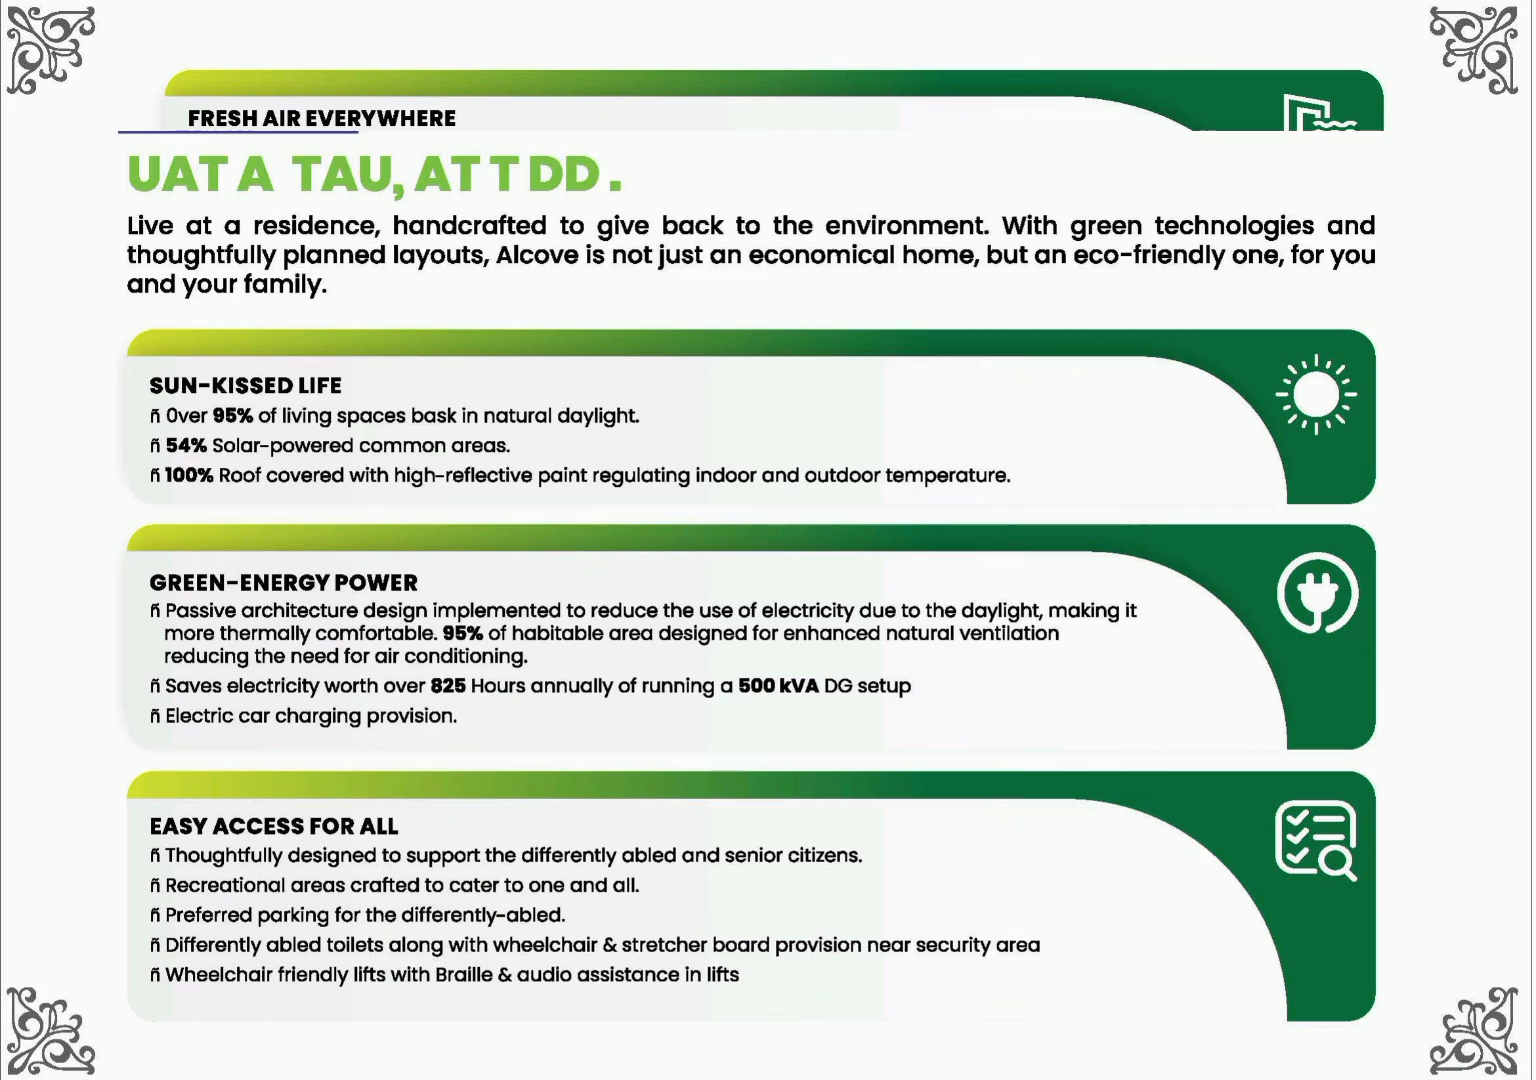 FRESH AIR EVERYWHERE
UAT A TAU, AT T DD .
Live at a residence, handcrafted to give back to the environment. With green technologies and
thoughtfully planned layouts, Alcove is not just an economical home, but an eco-friendly one, for you
and your family.
SUN-KISSED LIFE
ñ Over 95% of living spaces bask in natural daylight.
ñ 54% Solar-powered common areas.
ñ 100% Roof covered with high-reflective paint regulating indoor and outdoor temperature.
GREEN-ENERGY POWER
ñ Passive architecture design implemented to reduce the use of electricity due to the daylight, making it
more thermally comfortable. 95% of habitable area designed for enhanced natural ventilation
reducing the need for air conditioning.
ñ Saves electricity worth over 825 Hours annually of running a 500 kVA DG setup
ñ Electric car charging provision.
EASY ACCESS FOR ALL
ñ Thoughtfully designed to support the differently abled and senior citizens.
ñ Recreational areas crafted to cater to one and all.
ñ Preferred parking for the differently-abled.
ñ Differently abled toilets along with wheelchair & stretcher board provision near security area
ñ Wheelchair friendly lifts with Braille & audio assistance in lifts